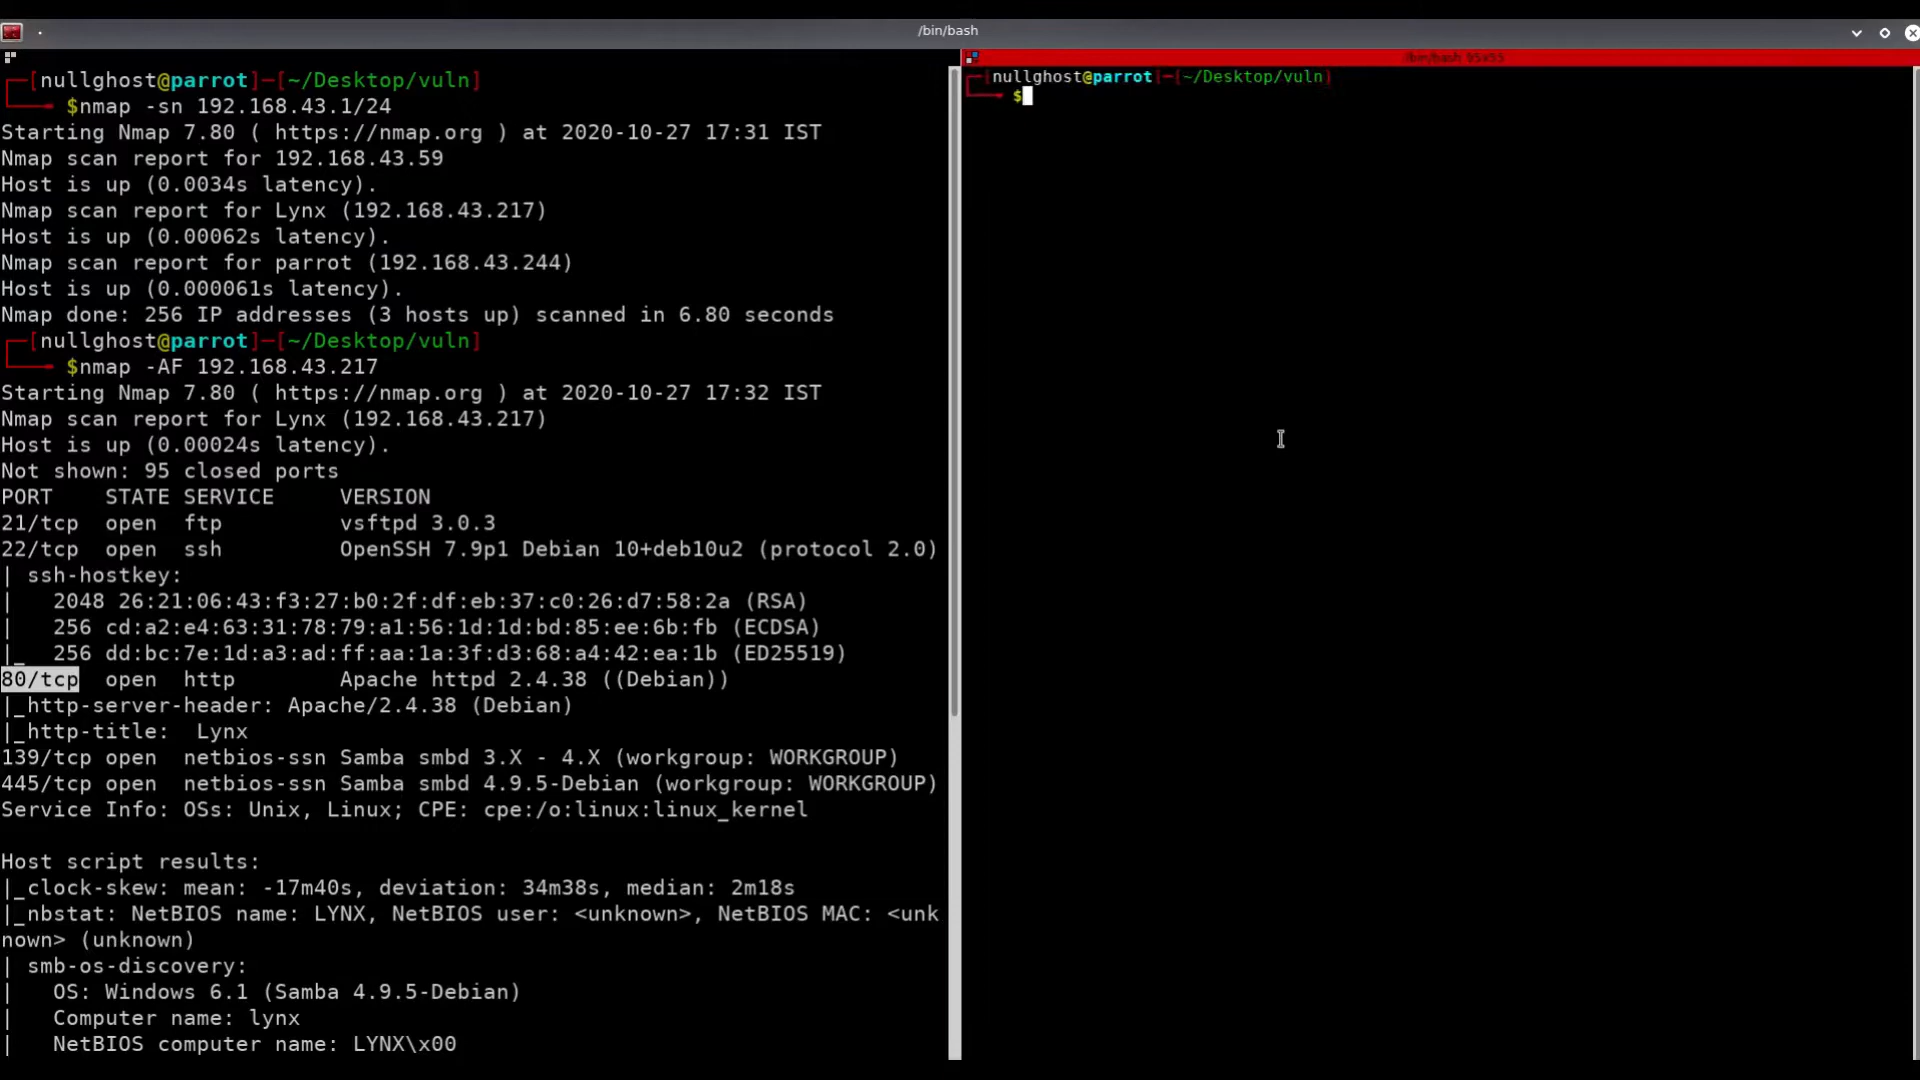 /bin/bash
┌─[nullghost@parrot]─[~/Desktop/vuln]
└──╼ $nmap -sn 192.168.43.1/24
Starting Nmap 7.80 ( https://nmap.org ) at 2020-10-27 17:31 IST
Nmap scan report for 192.168.43.59
Host is up (0.0034s latency).
Nmap scan report for Lynx (192.168.43.217)
Host is up (0.00062s latency).
Nmap scan report for parrot (192.168.43.244)
Host is up (0.000061s latency).
Nmap done: 256 IP addresses (3 hosts up) scanned in 6.80 seconds
┌─[nullghost@parrot]─[~/Desktop/vuln]
└──╼ $nmap -AF 192.168.43.217
Starting Nmap 7.80 ( https://nmap.org ) at 2020-10-27 17:32 IST
Nmap scan report for Lynx (192.168.43.217)
Host is up (0.00024s latency).
Not shown: 95 closed ports
PORT    STATE SERVICE     VERSION
21/tcp  open  ftp         vsftpd 3.0.3
22/tcp  open  ssh         OpenSSH 7.9p1 Debian 10+deb10u2 (protocol 2.0)
| ssh-hostkey:
|   2048 26:21:06:43:f3:27:b0:2f:df:eb:37:c0:26:d7:58:2a (RSA)
|   256 cd:a2:e4:63:31:78:79:a1:56:1d:1d:bd:85:ee:6b:fb (ECDSA)
|_  256 dd:bc:7e:1d:a3:ad:ff:aa:1a:3f:d3:68:a4:42:ea:1b (ED25519)
80/tcp  open  http        Apache httpd 2.4.38 ((Debian))
|_http-server-header: Apache/2.4.38 (Debian)
|_http-title:  Lynx
139/tcp open  netbios-ssn Samba smbd 3.X - 4.X (workgroup: WORKGROUP)
445/tcp open  netbios-ssn Samba smbd 4.9.5-Debian (workgroup: WORKGROUP)
Service Info: OSs: Unix, Linux; CPE: cpe:/o:linux:linux_kernel
Host script results:
|_clock-skew: mean: -17m40s, deviation: 34m38s, median: 2m18s
|_nbstat: NetBIOS name: LYNX, NetBIOS user: <unknown>, NetBIOS MAC: <unk
nown> (unknown)
| smb-os-discovery:
|   OS: Windows 6.1 (Samba 4.9.5-Debian)
|   Computer name: lynx
|   NetBIOS computer name: LYNX\x00
/bin/bash 95x55
┌─[nullghost@parrot]─[~/Desktop/vuln]
└──╼ $